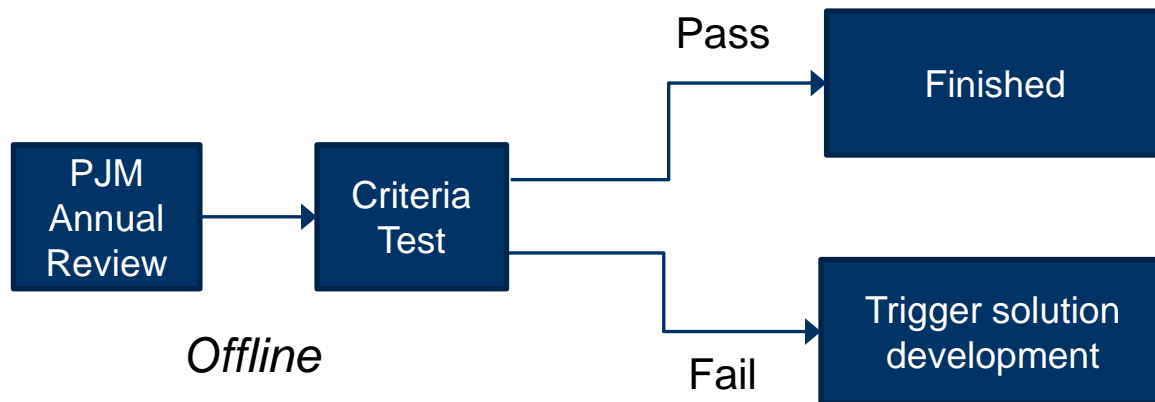 Pass
Finished
PJM
Annual
Review
Criteria
Test
Offline
Fail
Trigger solution
development